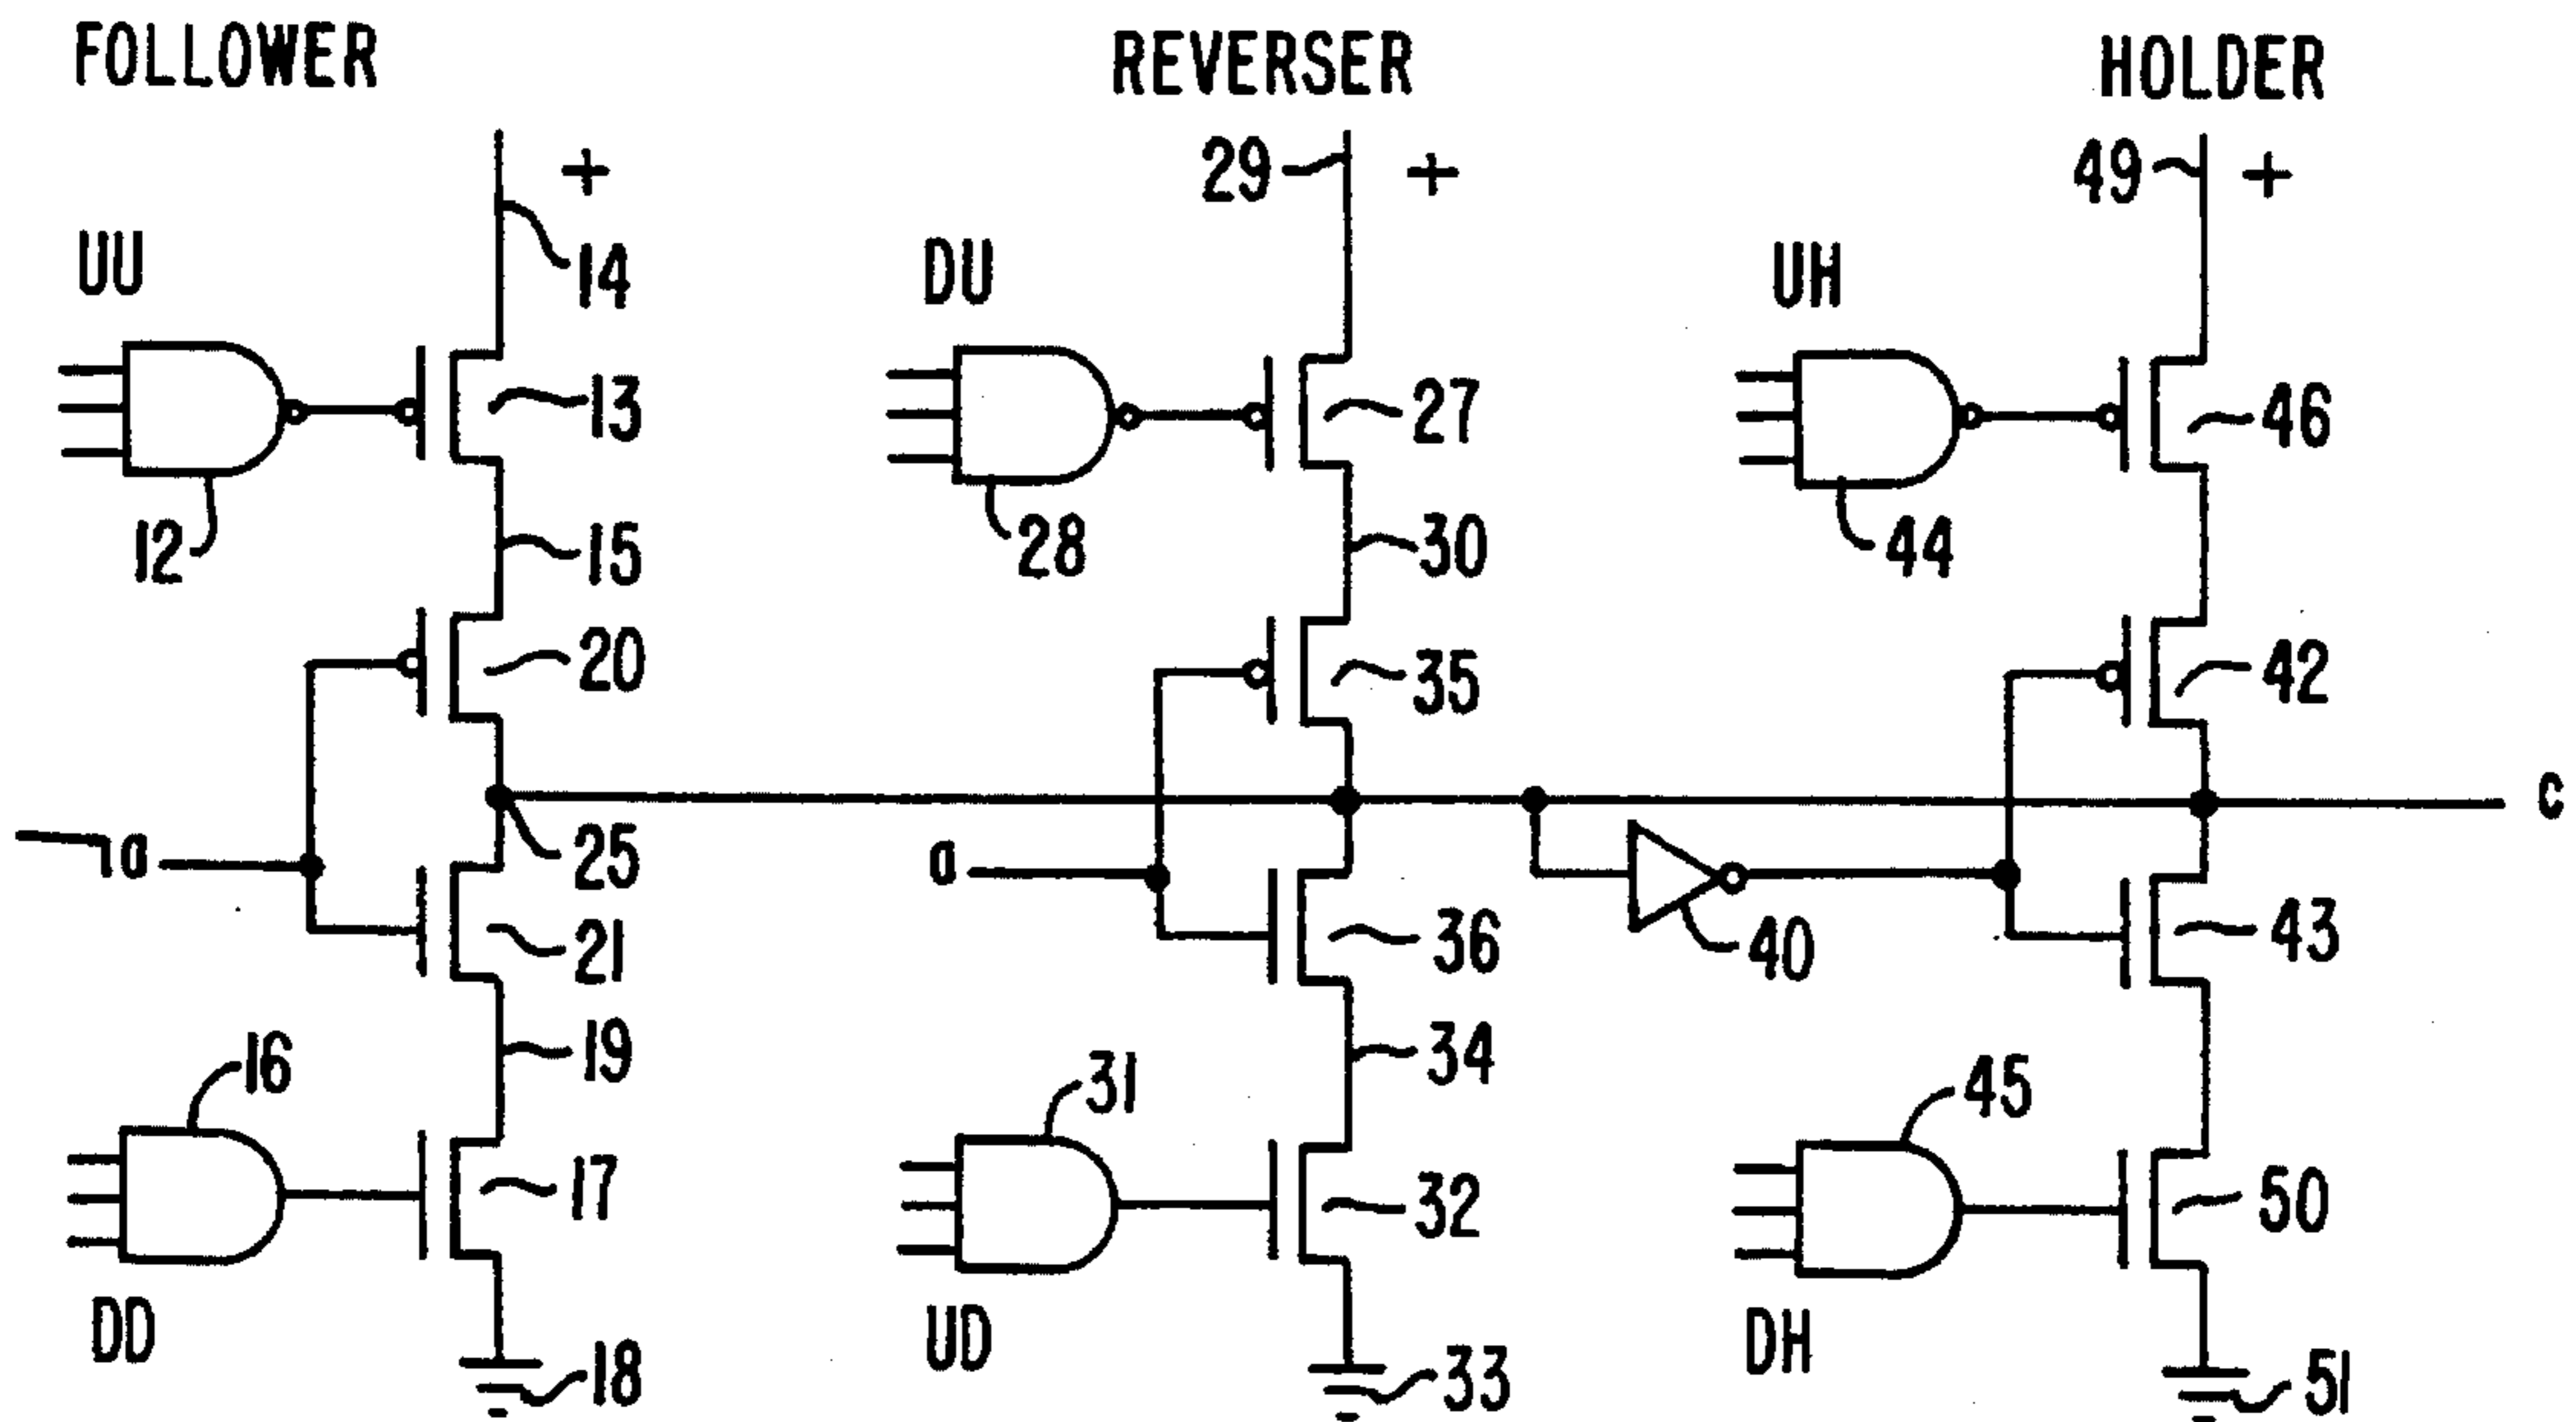 FOLLOWER REVERSER HOLDER
+ 29 + 49 +
UU 14 DU UH
13 27 46
12 15 28 30 44
20 35 42
c
¬a 25 a
21 36 40 43
16 19 31 34 45
17 32 50
DD 18 UD 33 DH 51